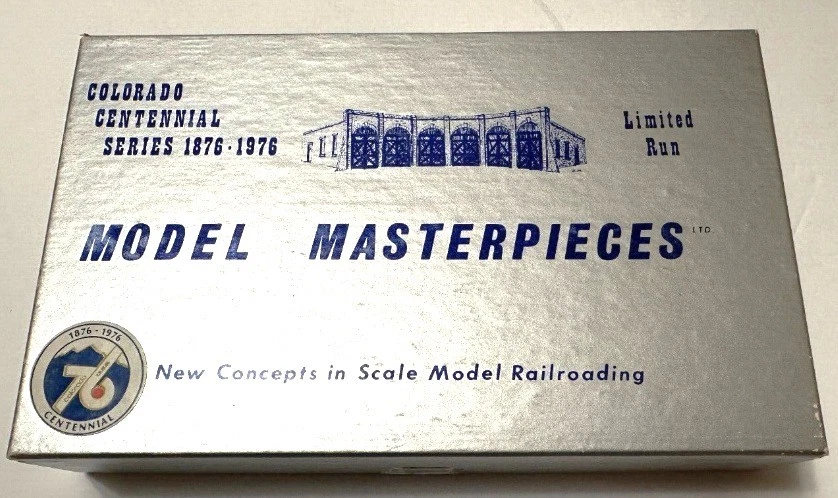 COLORADO
CENTENNIAL
SERIES 1876-1976
Limited
Run
MODEL MASTERPIECES LTD
1876-1976
76
CENTENNIAL
New Concepts in Scale Model Railroading